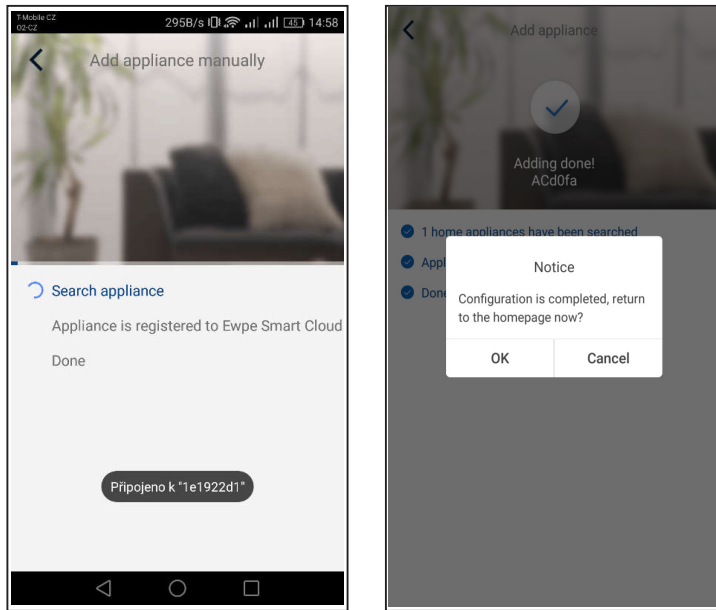 T-Mobile CZ
O2-CZ
295B/s
45
14:58
Add appliance manually
Search appliance
Appliance is registered to Ewpe Smart Cloud
Done
Připojeno k "1e1922d1"
Add appliance
Adding done!
ACd0fa
1 home appliances have been searched
Appl
Done
Notice
Configuration is completed, return
to the homepage now?
OK
Cancel